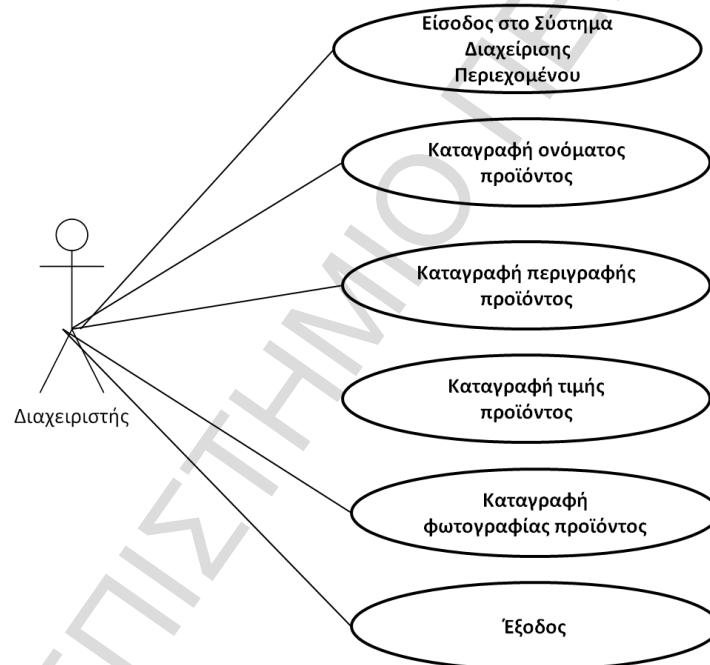 Είσοδος στο Σύστημα
Διαχείρισης
Περιεχομένου
Καταγραφή ονόματος
προϊόντος
Καταγραφή περιγραφής
προϊόντος
Καταγραφή τιμής
προϊόντος
Διαχειριστής
Καταγραφή
φωτογραφίας προϊόντος
Έξοδος